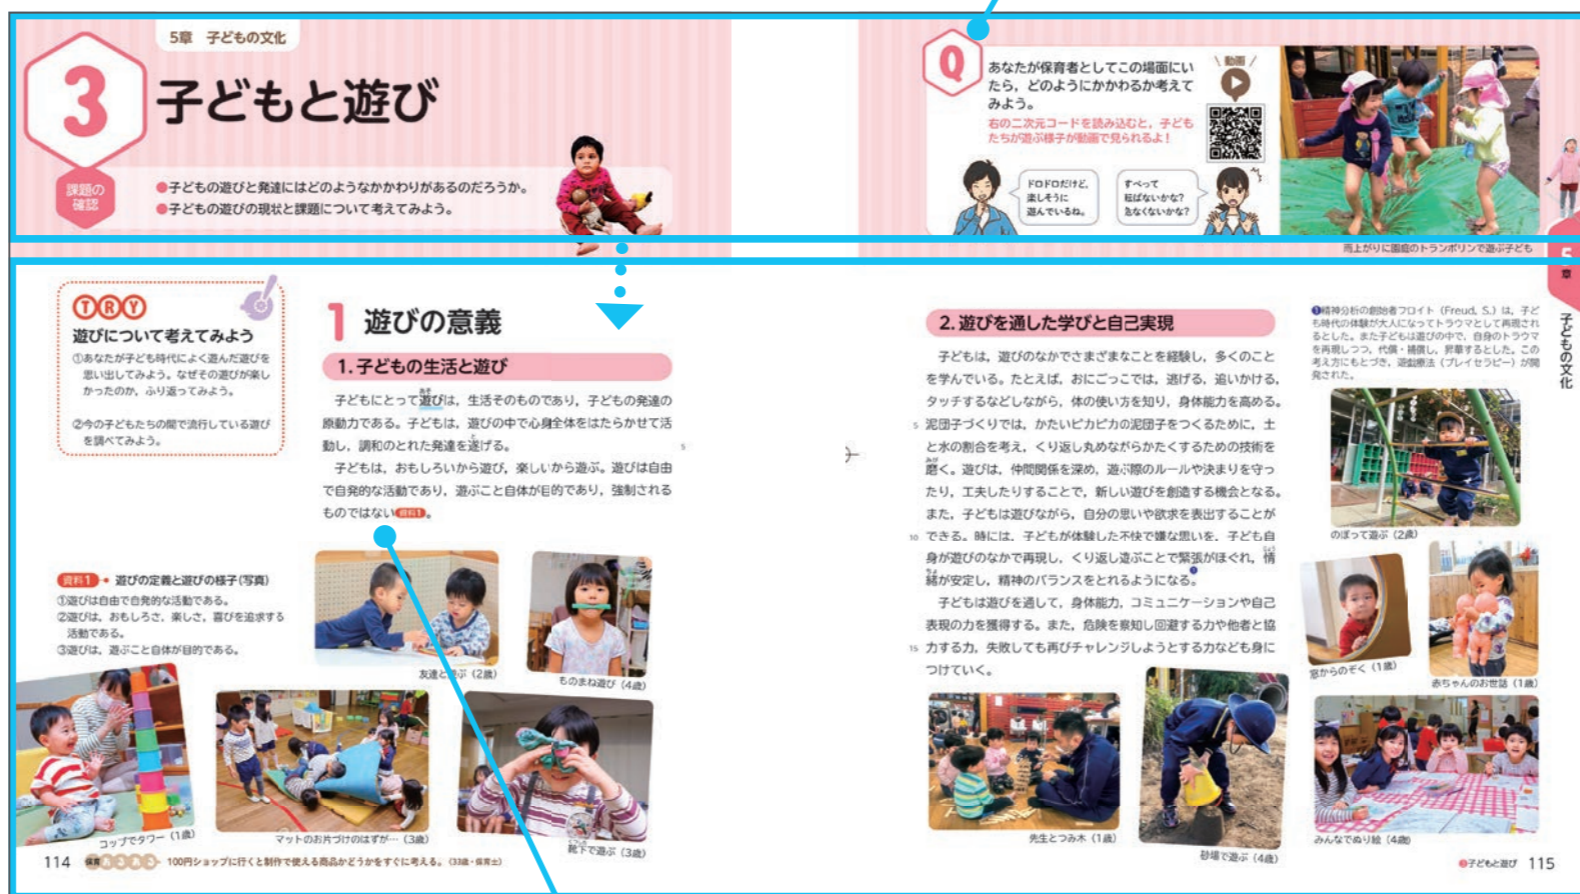 5章 子どもの文化
3
子どもと遊び
課題の
確認
●子どもの遊びと発達にはどのようなかかわりがあるのだろうか。
●子どもの遊びの現状と課題について考えてみよう。
Q
あなたが保育者としてこの場面にい
たら，どのようにかかわるか考えて
みよう。
右の二次元コードを読み込むと，子ども
たちが遊ぶ様子が動画で見られるよ！
動画
ドロドロだけど，
楽しそうに
遊んでいるね。
すべって
転ばないかな？
危なくないかな？
雨上がりに園庭のトランポリンで遊ぶ子ども
5
章
子どもの文化
TRY
遊びについて考えてみよう
①あなたが子ども時代によく遊んだ遊びを
思い出してみよう。なぜその遊びが楽し
かったのか，ふり返ってみよう。
②今の子どもたちの間で流行している遊び
を調べてみよう。
1 遊びの意義
1. 子どもの生活と遊び
子どもにとって遊びは，生活そのものであり，子どもの発達の
原動力である。子どもは，遊びの中で心身全体をはたらかせて活
動し，調和のとれた発達を遂げる。
子どもは，おもしろいから遊び，楽しいから遊ぶ。遊びは自由
で自発的な活動であり，遊ぶこと自体が目的であり，強制される
ものではない資料1。
5
資料1 遊びの定義と遊びの様子（写真）
①遊びは自由で自発的な活動である。
②遊びは，おもしろさ，楽しさ，喜びを追求する
活動である。
③遊びは，遊ぶこと自体が目的である。
友達と遊ぶ（2歳）
ものまね遊び（4歳）
コップでタワー（1歳）
マットのお片づけのはずが…（3歳）
靴下で遊ぶ（3歳）
114 保育あるある 100円ショップに行くと制作で使える商品かどうかをすぐに考える。（33歳・保育士）
2. 遊びを通した学びと自己実現
子どもは，遊びのなかでさまざまなことを経験し，多くのこと
を学んでいる。たとえば，おにごっこでは，逃げる，追いかける，
タッチするなどしながら，体の使い方を知り，身体能力を高める。
5 泥団子づくりでは，かたいピカピカの泥団子をつくるために，土
と水の割合を考え，くり返し丸めながらかたくするための技術を
磨く。遊びは，仲間関係を深め，遊ぶ際のルールや決まりを守っ
たり，工夫したりすることで，新しい遊びを創造する機会となる。
また，子どもは遊びながら，自分の思いや欲求を表出することが
10 できる。時には，子どもが体験した不快で嫌な思いを，子ども自
身が遊びのなかで再現し，くり返し遊ぶことで緊張がほぐれ，情
緒が安定し，精神のバランスをとれるようになる。❶
子どもは遊びを通して，身体能力，コミュニケーションや自己
表現の力を獲得する。また，危険を察知し回避する力や他者と協
15 力する力，失敗しても再びチャレンジしようとする力なども身に
つけていく。
❶精神分析の創始者フロイト（Freud, S.）は，子ど
も時代の体験が大人になってトラウマとして再現され
るとした。また子どもは遊びの中で，自身のトラウマ
を再現しつつ，代償・補償し，昇華するとした。この
考え方にもとづき，遊戯療法（プレイセラピー）が開
発された。
のぼって遊ぶ（2歳）
窓からのぞく（1歳）
赤ちゃんのお世話（1歳）
先生とつみ木（1歳）
砂場で遊ぶ（4歳）
みんなでぬり絵（4歳）
❸子どもと遊び 115